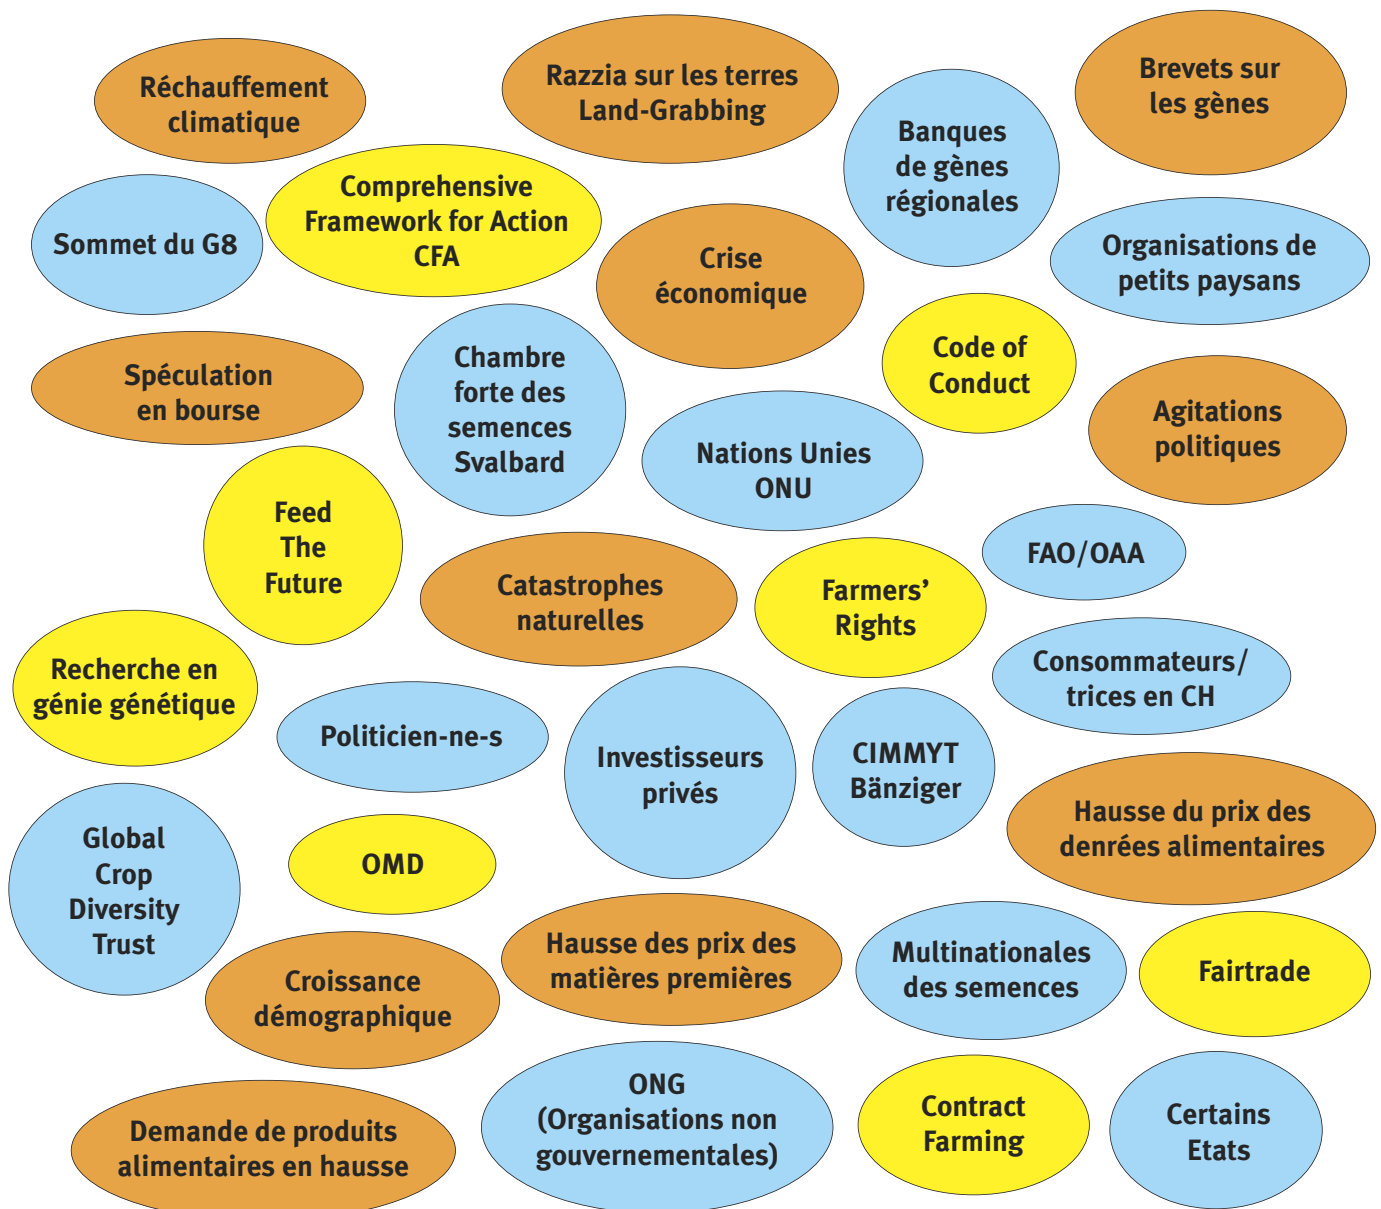 Réchauffement
climatique
Razzia sur les terres
Land-Grabbing
Brevets sur
les gènes
Banques
de gènes
régionales
Comprehensive
Framework for Action
CFA
Sommet du G8
Organisations de
petits paysans
Crise
économique
Code of
Conduct
Spéculation
en bourse
Chambre
forte des
semences
Svalbard
Agitations
politiques
Nations Unies
ONU
Feed
The
Future
FAO/OAA
Catastrophes
naturelles
Farmers’
Rights
Recherche en
génie génétique
Consommateurs/
trices en CH
Politicien-ne-s
Investisseurs
privés
CIMMYT
Bänziger
Hausse du prix des
denrées alimentaires
Global
Crop
Diversity
Trust
OMD
Hausse des prix des
matières premières
Multinationales
des semences
Fairtrade
Croissance
démographique
ONG
(Organisations non
gouvernementales)
Contract
Farming
Certains
Etats
Demande de produits
alimentaires en hausse